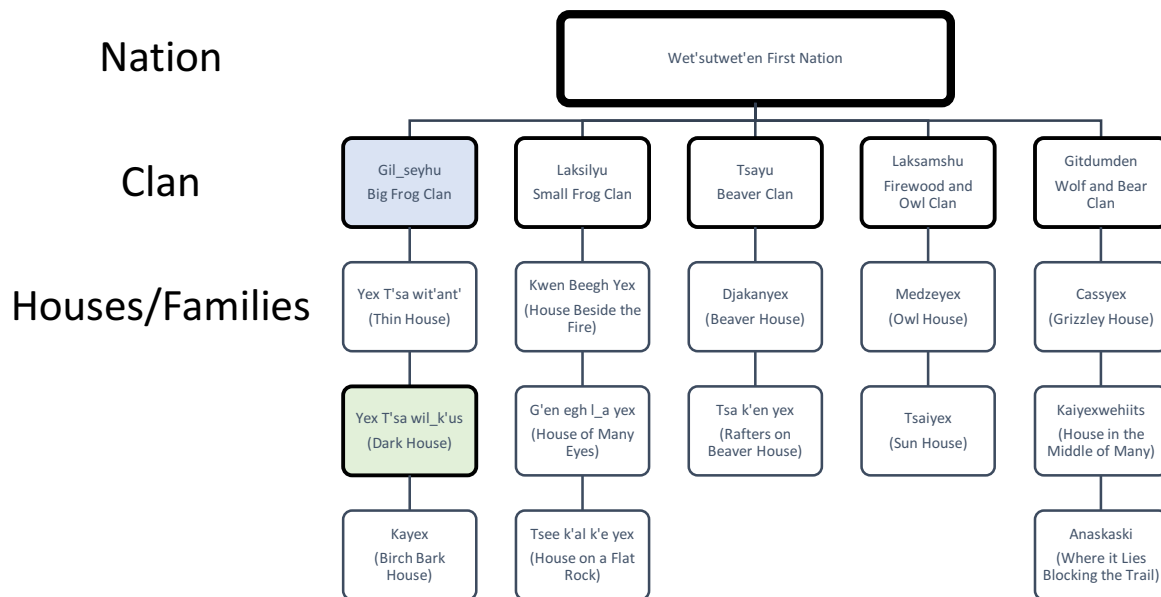 Nation
Wet'sutwet'en First Nation
Clan
Gil_seyhu
Big Frog Clan
Laksilyu
Small Frog Clan
Tsayu
Beaver Clan
Laksamshu
Firewood and
Owl Clan
Gitdumden
Wolf and Bear
Clan
Houses/Families
Yex T'sa wit'ant'
(Thin House)
Kwen Beegh Yex
(House Beside the
Fire)
Djakanyex
(Beaver House)
Medzeyex
(Owl House)
Cassyex
(Grizzley House)
Yex T'sa wil_k'us
(Dark House)
G'en egh l_a yex
(House of Many
Eyes)
Tsa k'en yex
(Rafters on
Beaver House)
Tsaiyex
(Sun House)
Kaiyexwehiits
(House in the
Middle of Many)
Kayex
(Birch Bark
House)
Tsee k'al k'e yex
(House on a Flat
Rock)
Anaskaski
(Where it Lies
Blocking the Trail)